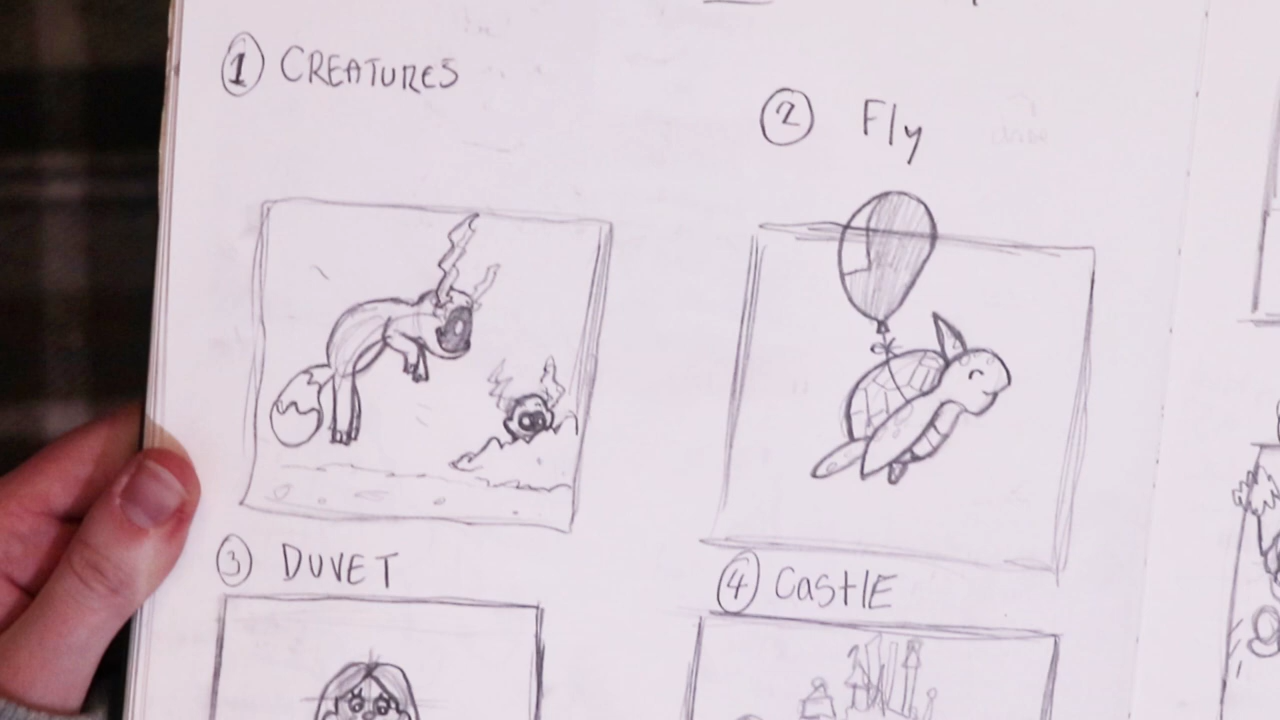 ① CREATURES
② Fly
③ DUVET
④ CastlE